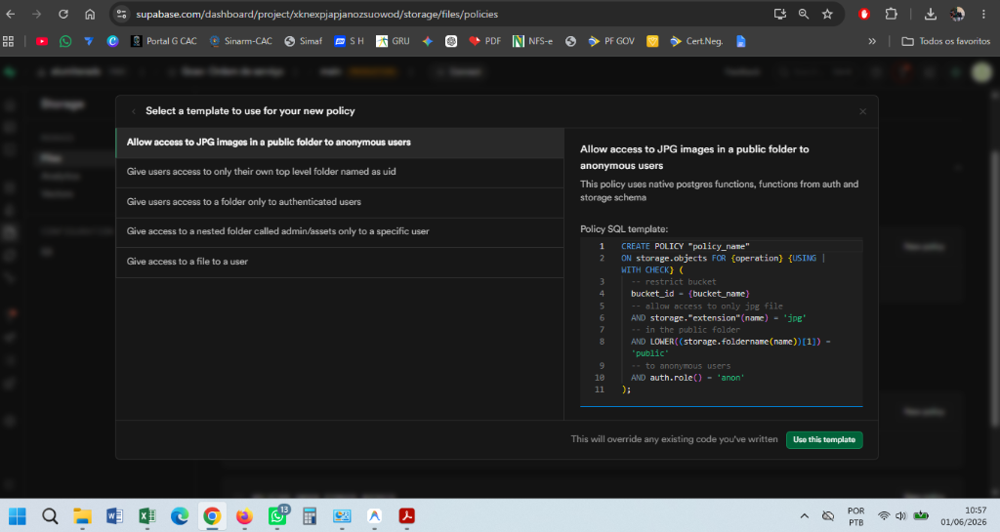 supabase.com/dashboard/project/xknexpjapjanozsuowod/storage/files/policies
Portal G CAC
Sinarm-CAC
Simaf
S H
GRU
PDF
NFS-e
PF GOV
Cert.Neg.
»
Todos os favoritos
Storage
Files
Select a template to use for your new policy
Allow access to JPG images in a public folder to anonymous users
Give users access to only their own top level folder named as uid
Give users access to a folder only to authenticated users
Give access to a nested folder called admin/assets only to a specific user
Give access to a file to a user
Allow access to JPG images in a public folder to
anonymous users
This policy uses native postgres functions, functions from auth and
storage schema
Policy SQL template:
1 CREATE POLICY "policy_name"
2 ON storage.objects FOR {operation} {USING |
WITH CHECK} (
3 -- restrict bucket
4 bucket_id = {bucket_name}
5 -- allow access to only jpg file
6 AND storage."extension"(name) = 'jpg'
7 -- in the public folder
8 AND LOWER((storage.foldername(name))[1]) =
'public'
9 -- to anonymous users
10 AND auth.role() = 'anon'
11 );
This will override any existing code you've written
Use this template
New policy
New policy
13
POR
PTB
10:57
01/06/2026